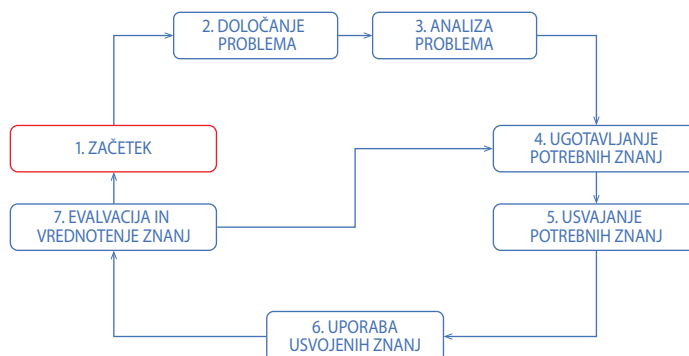 1. ZAČETEK
2. DOLOČANJE
PROBLEMA
3. ANALIZA
PROBLEMA
4. UGOTAVLJANJE
POTREBNIH ZNANJ
5. USVAJANJE
POTREBNIH ZNANJ
6. UPORABA
USVOJENIH ZNANJ
7. EVALVACIJA IN
VREDNOTENJE ZNANJ